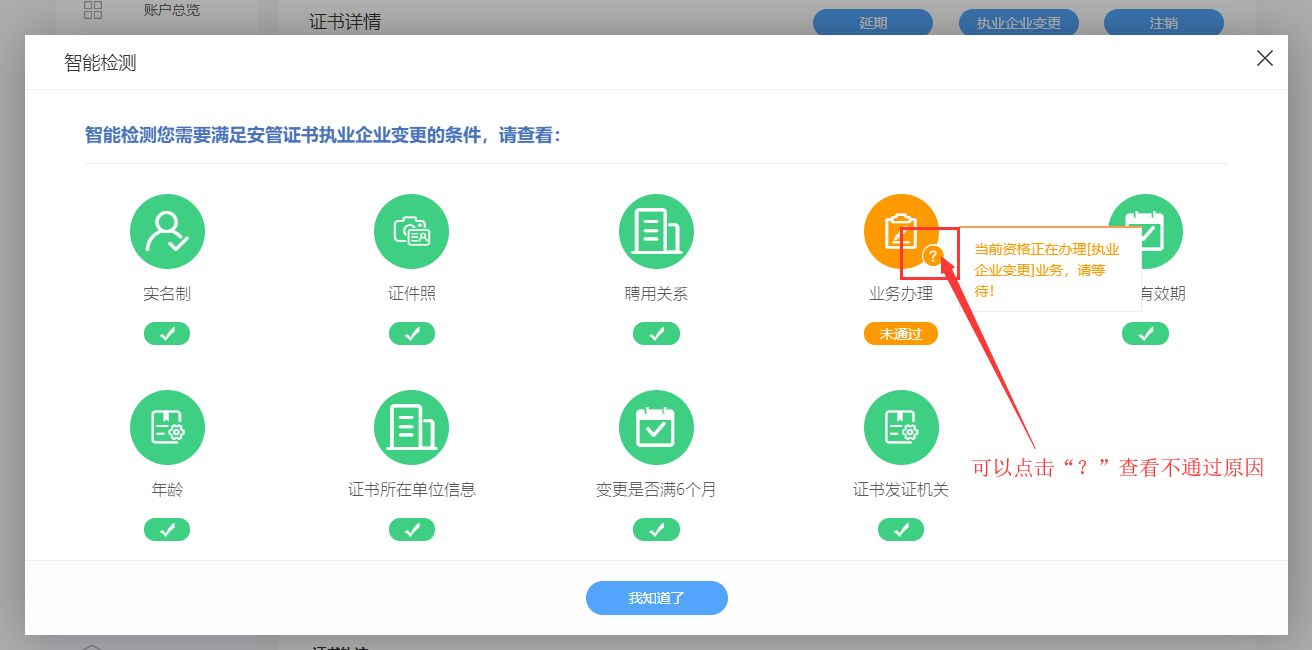 账户总览
证书详情
延期
执业企业变更
注销
智能检测
智能检测您需要满足安管证书执业企业变更的条件，请查看：
实名制
证件照
聘用关系
业务办理
未通过
?
当前资格正在办理[执业
企业变更]业务，请等
待！
有效期
年龄
证书所在单位信息
变更是否满6个月
证书发证机关
可以点击“？”查看不通过原因
我知道了